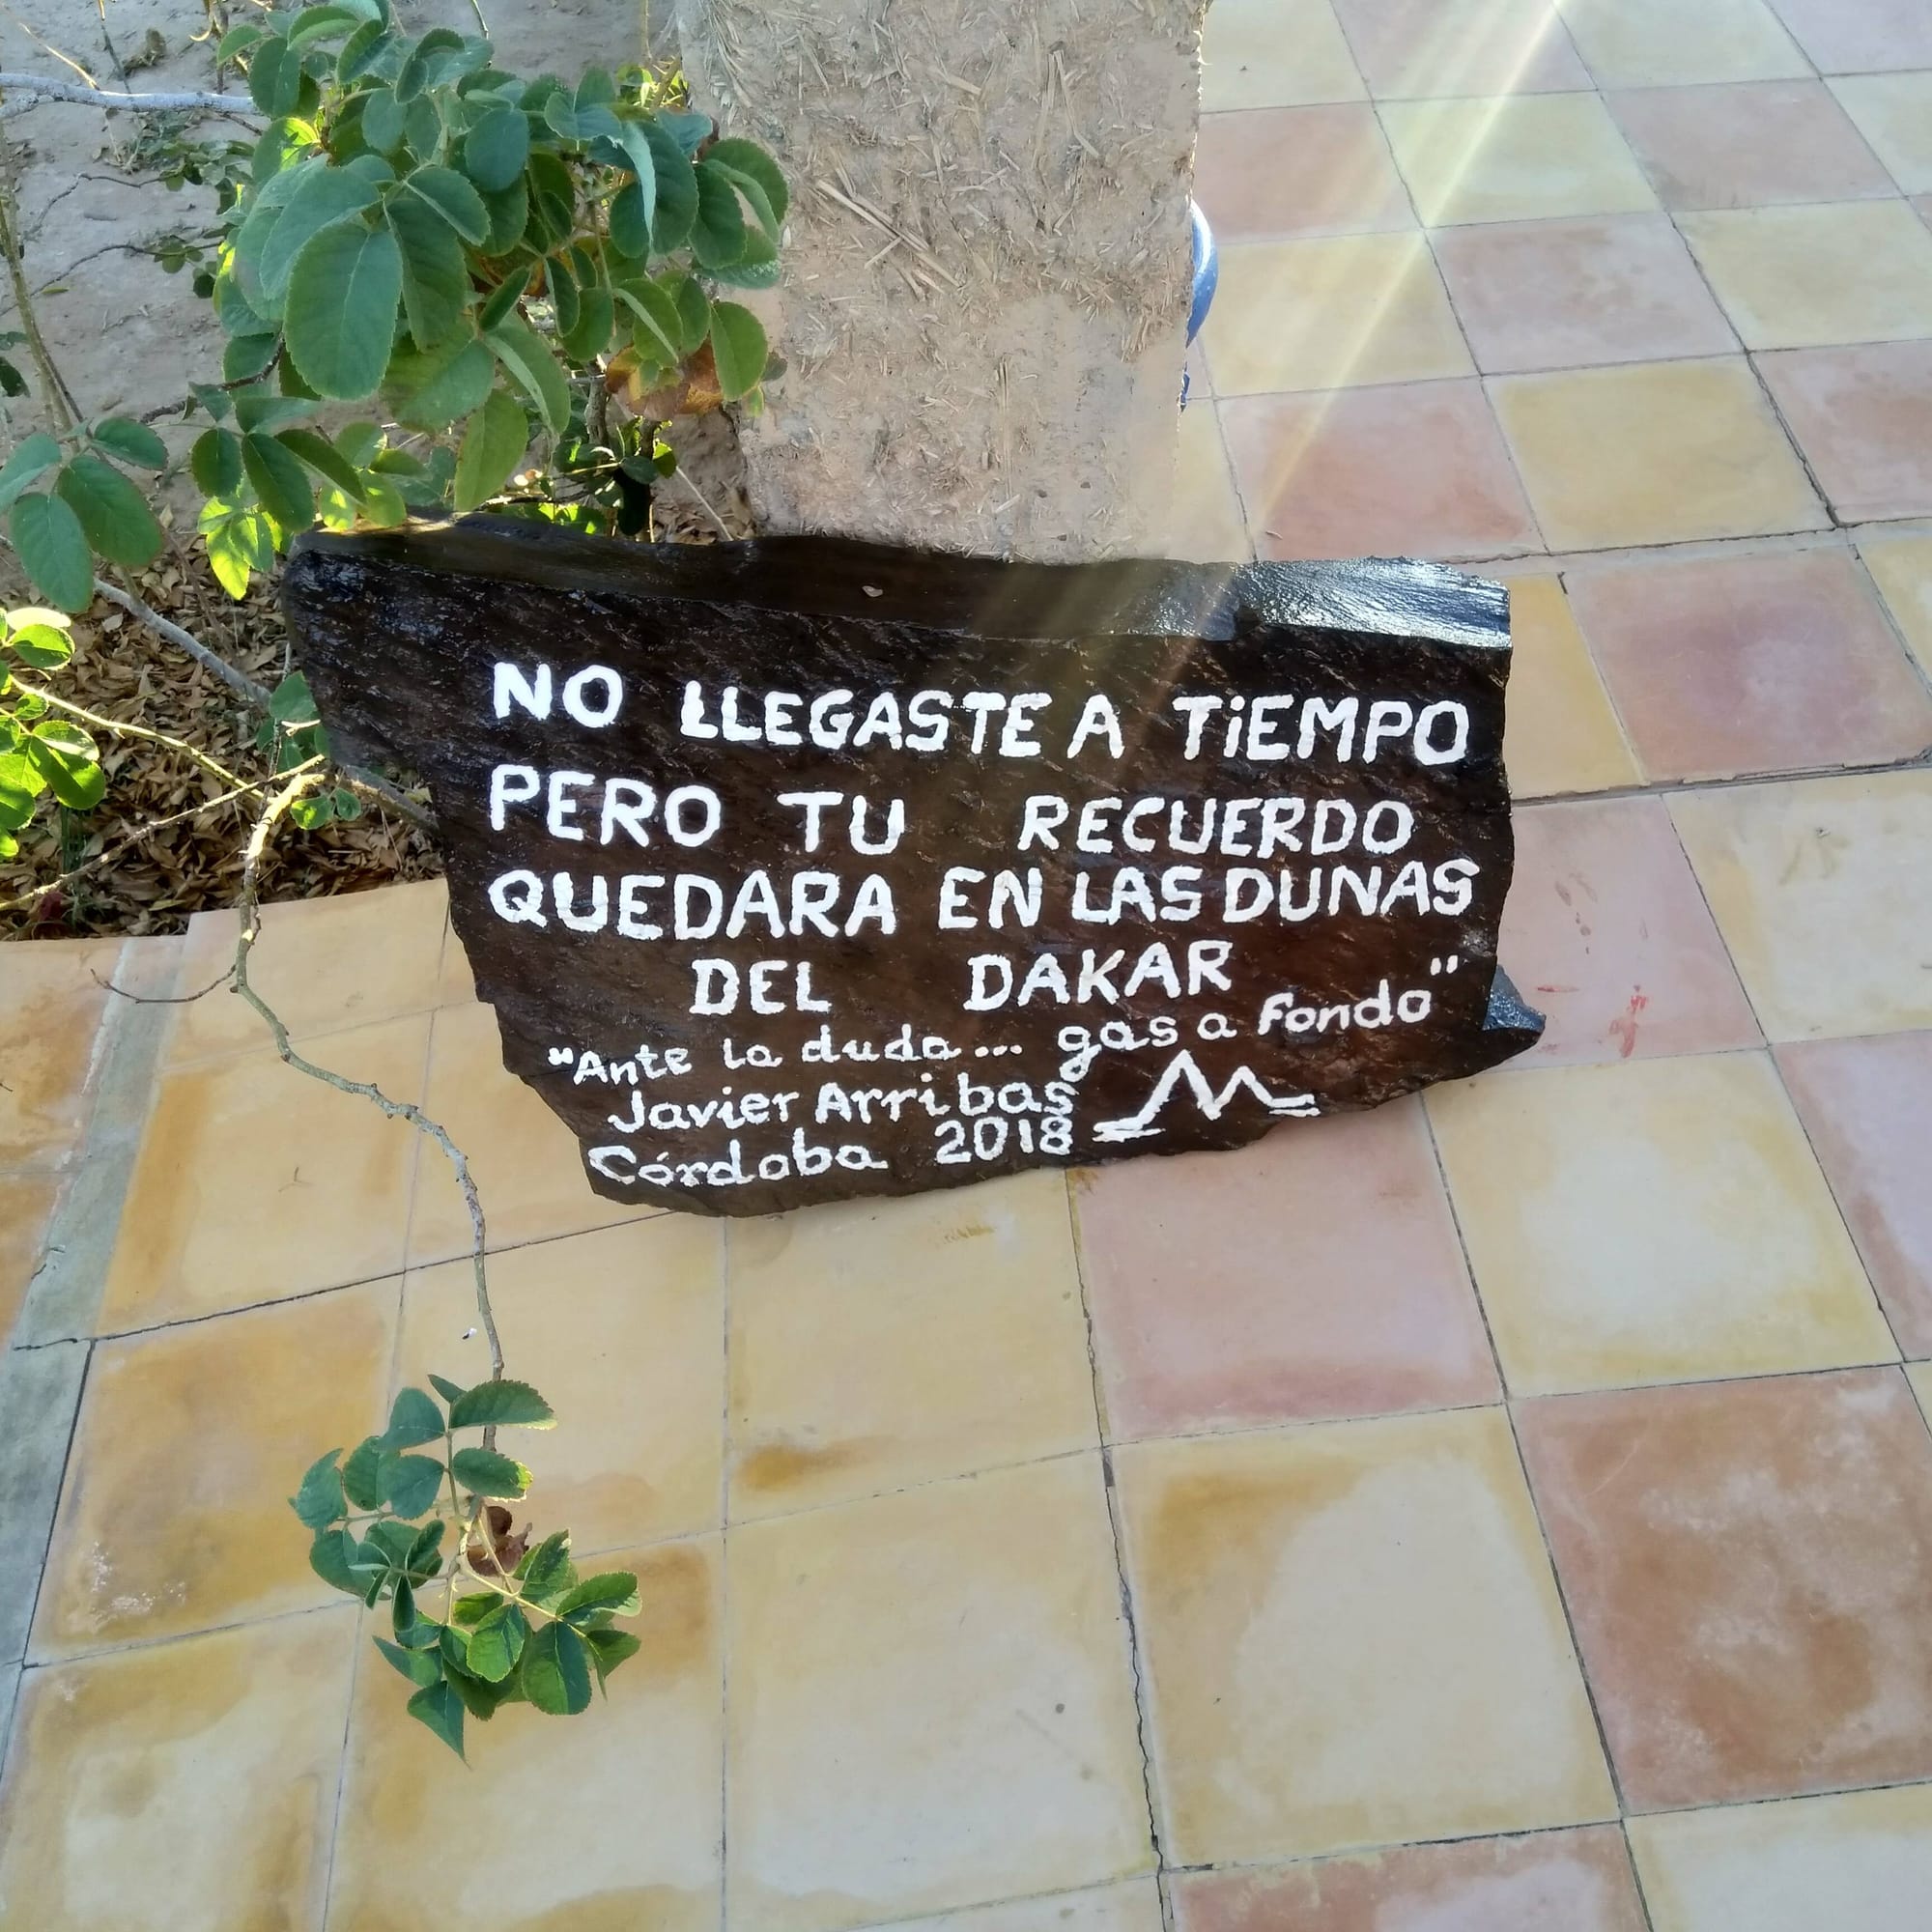 NO LLEGASTE A TiEMPO
PERO TU RECUERDO
QUEDARA EN LAS DUNAS
DEL DAKAR
"Ante la duda... gas a fondo"
Javier Arribas
Córdoba 2018